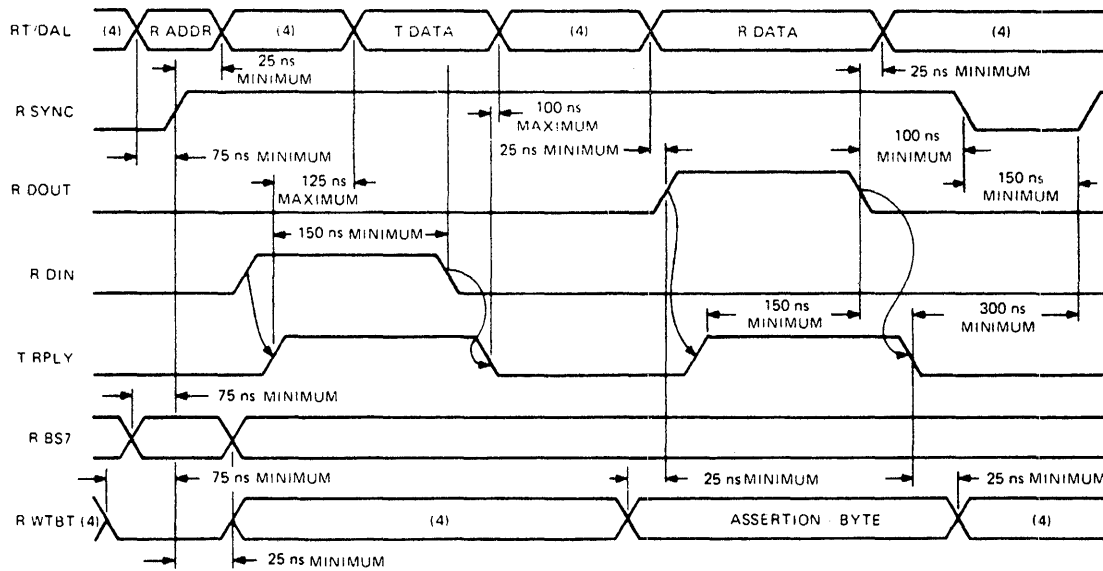 RT/DAL (4) R ADDR (4) T DATA (4) R DATA (4)
25 ns
MINIMUM
25 ns MINIMUM
R SYNC
100 ns
MAXIMUM
75 ns MINIMUM
25 ns MINIMUM
100 ns
MINIMUM
R DOUT
125 ns
MAXIMUM
150 ns
MINIMUM
150 ns MINIMUM
R DIN
150 ns
MINIMUM
300 ns
MINIMUM
T RPLY
75 ns MINIMUM
R BS7
75 ns MINIMUM
25 ns MINIMUM
25 ns MINIMUM
R WTBT (4) (4) ASSERTION - BYTE (4)
25 ns MINIMUM